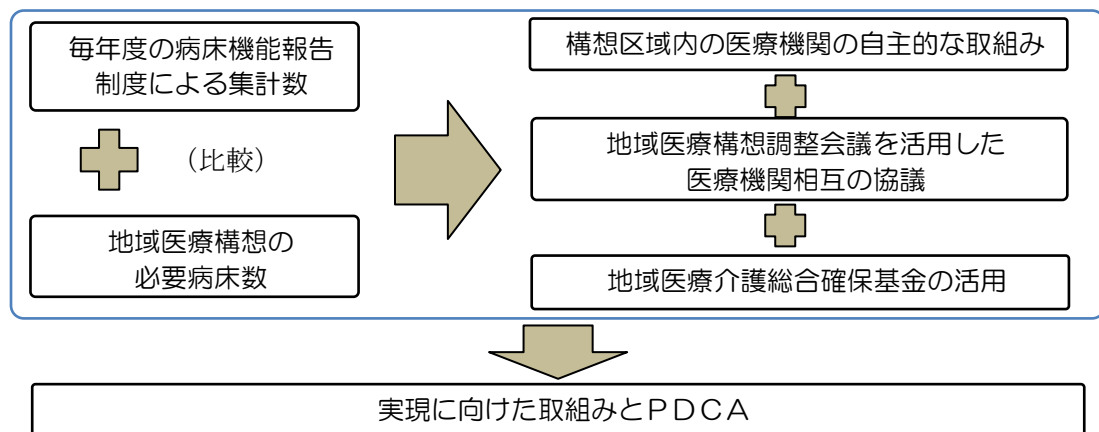 毎年度の病床機能報告
制度による集計数
（比較）
地域医療構想の
必要病床数
構想区域内の医療機関の自主的な取組み
地域医療構想調整会議を活用した
医療機関相互の協議
地域医療介護総合確保基金の活用
実現に向けた取組みとＰＤＣＡ